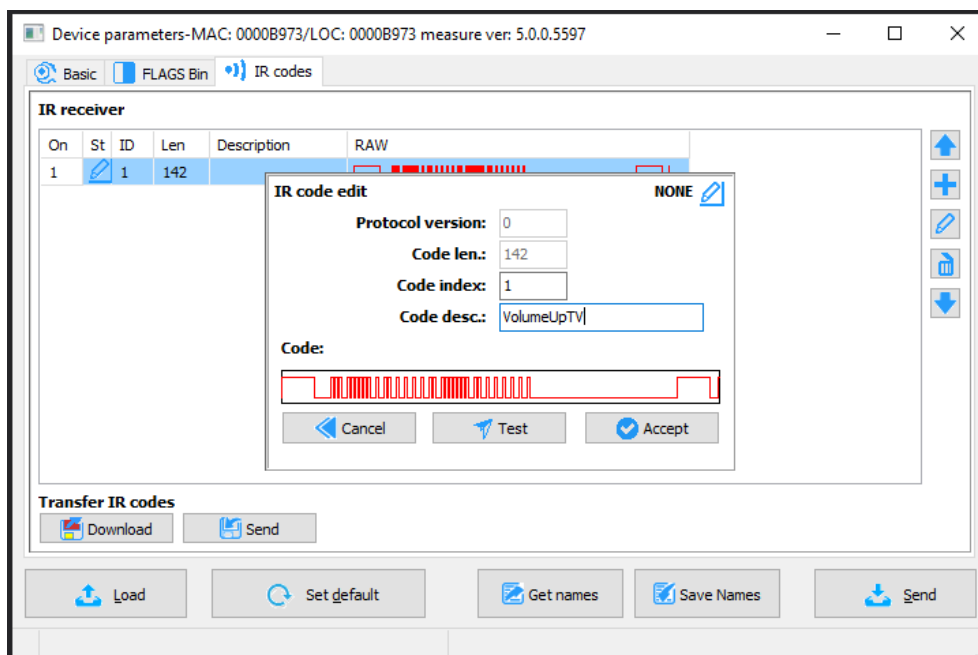 Device parameters-MAC: 0000B973/LOC: 0000B973 measure ver: 5.0.0.5597
Basic FLAGS Bin IR codes
IR receiver
On St ID Len Description RAW
1 1 142
IR code edit NONE
Protocol version: 0
Code len.: 142
Code index: 1
Code desc.: VolumeUpTV
Code:
Cancel Test Accept
Transfer IR codes
Download Send
Load Set default Get names Save Names Send